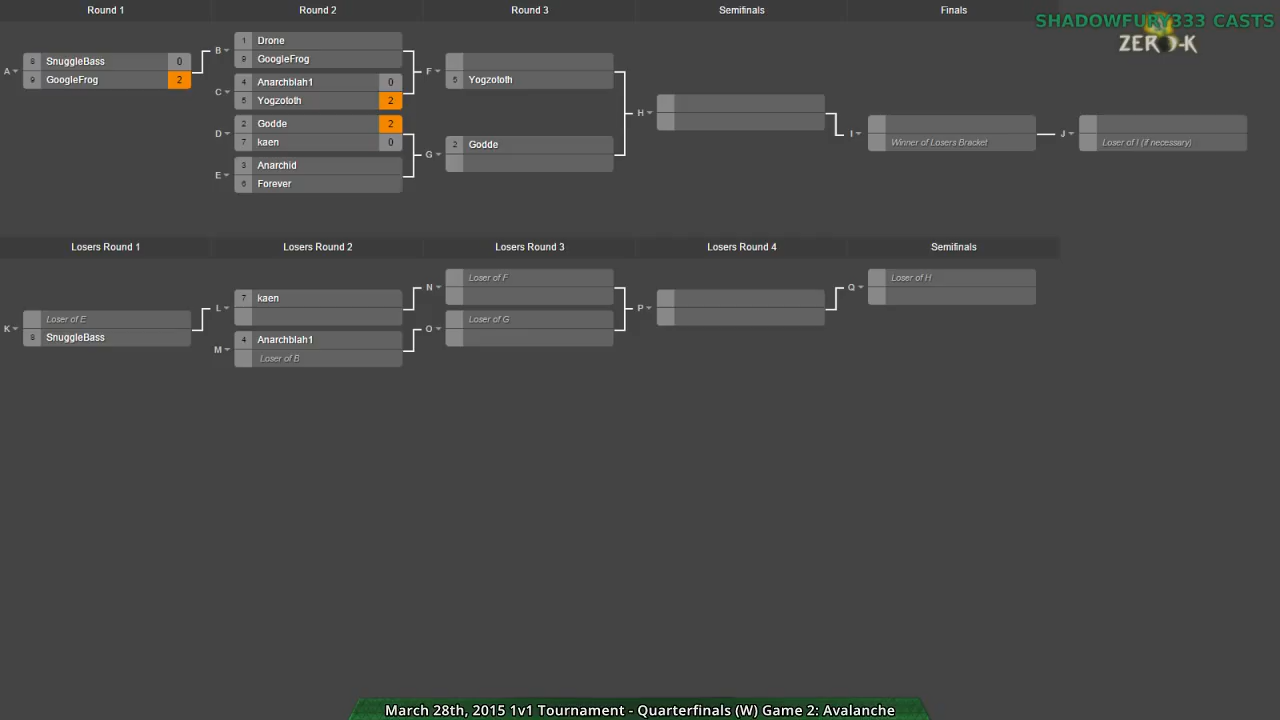 Round 1
Round 2
Round 3
Semifinals
Finals
SHADOWFURY333 CASTS
ZERO-K
A
8 SnuggleBass 0
9 GoogleFrog 2
B
1 Drone
9 GoogleFrog
C
4 Anarchblah1 0
5 Yogzototh 2
D
2 Godde 2
7 kaen 0
E
3 Anarchid
6 Forever
F
5 Yogzototh
G
2 Godde
H
I
Winner of Losers Bracket
J
Loser of I (if necessary)
Losers Round 1
Losers Round 2
Losers Round 3
Losers Round 4
Semifinals
K
Loser of E
8 SnuggleBass
L
7 kaen
M
4 Anarchblah1
Loser of B
N
Loser of F
O
Loser of G
P
Q
Loser of H
March 28th, 2015 1v1 Tournament - Quarterfinals (W) Game 2: Avalanche